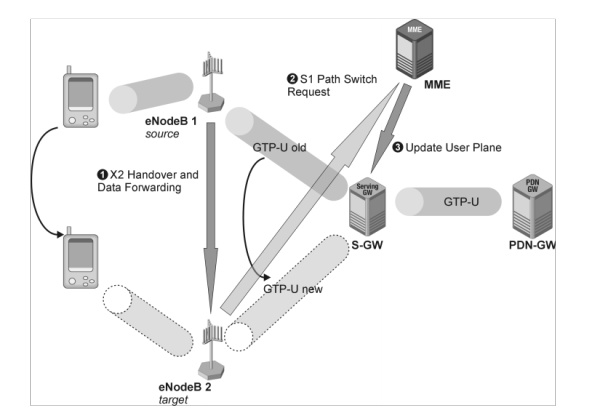 MME
MME
❷ S1 Path Switch
Request
eNodeB 1
source
GTP-U old
❸ Update User Plane
❶ X2 Handover and
Data Forwarding
Serving
GW
GTP-U
PDN
GW
S-GW
PDN-GW
GTP-U new
eNodeB 2
target